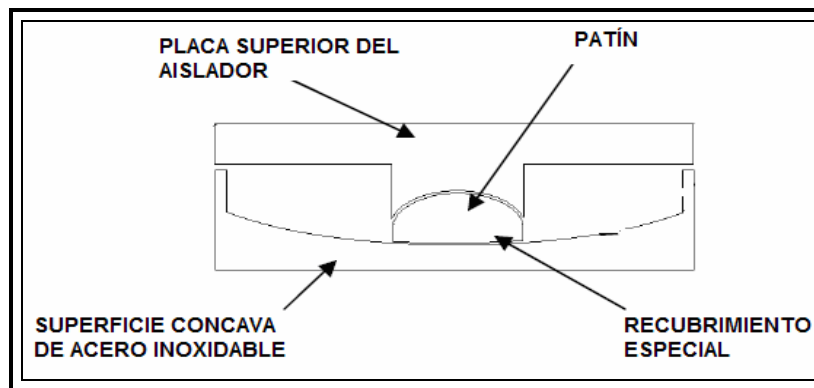 PLACA SUPERIOR DEL
AISLADOR
PATÍN
SUPERFICIE CONCAVA
DE ACERO INOXIDABLE
RECUBRIMIENTO
ESPECIAL